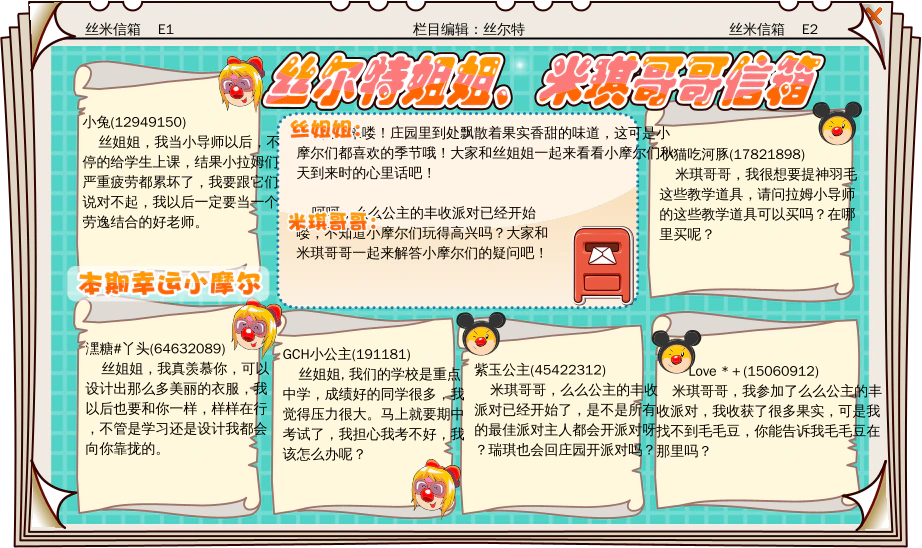 丝米信箱 E1
栏目编辑：丝尔特
丝米信箱 E2
丝尔特姐姐、米琪哥哥信箱
小兔(12949150)
丝姐姐，我当小导师以后，不
停的给学生上课，结果小拉姆们
严重疲劳都累坏了，我要跟它们
说对不起，我以后一定要当一个
劳逸结合的好老师。
丝姐姐：
喽！庄园里到处飘散着果实香甜的味道，这可是小
摩尔们都喜欢的季节哦！大家和丝姐姐一起来看看小摩尔们秋
天到来时的心里话吧！
米琪哥哥：
呵呵，么么公主的丰收派对已经开始
喽，不知道小摩尔们玩得高兴吗？大家和
米琪哥哥一起来解答小摩尔们的疑问吧！
小猫吃河豚(17821898)
米琪哥哥，我很想要提神羽毛
这些教学道具，请问拉姆小导师
的这些教学道具可以买吗？在哪
里买呢？
本期幸运小摩尔
潶糖#丫头(64632089)
丝姐姐，我真羡慕你，可以
设计出那么多美丽的衣服，我
以后也要和你一样，样样在行
，不管是学习还是设计我都会
向你靠拢的。
GCH小公主(191181)
丝姐姐, 我们的学校是重点
中学，成绩好的同学很多，我
觉得压力很大。马上就要期中
考试了，我担心我考不好，我
该怎么办呢？
紫玉公主(45422312)
米琪哥哥，么么公主的丰收
派对已经开始了，是不是所有
的最佳派对主人都会开派对呀
？瑞琪也会回庄园开派对吗？
Love *+(15060912)
米琪哥哥，我参加了么么公主的丰
收派对，我收获了很多果实，可是我
找不到毛毛豆，你能告诉我毛毛豆在
那里吗？